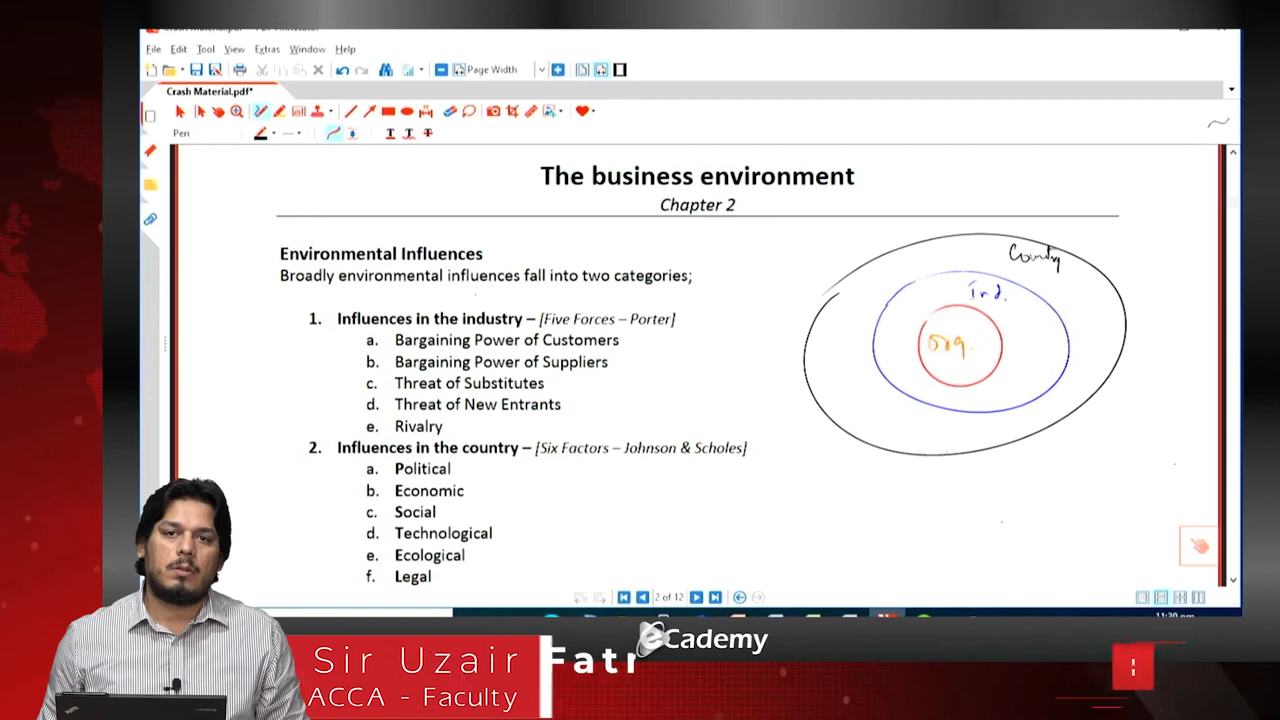 File Edit Tool View Extras Window Help
Page Width
Crash Material.pdf*
Pen
The business environment
Chapter 2
Environmental Influences
Broadly environmental influences fall into two categories;
1. Influences in the industry – [Five Forces – Porter]
a. Bargaining Power of Customers
b. Bargaining Power of Suppliers
c. Threat of Substitutes
d. Threat of New Entrants
e. Rivalry
2. Influences in the country – [Six Factors – Johnson & Scholes]
a. Political
b. Economic
c. Social
d. Technological
e. Ecological
f. Legal
Country
Ind.
Org.
2 of 12
11:30 pm
eCademy
Sir Uzair Fatr
ACCA - Faculty